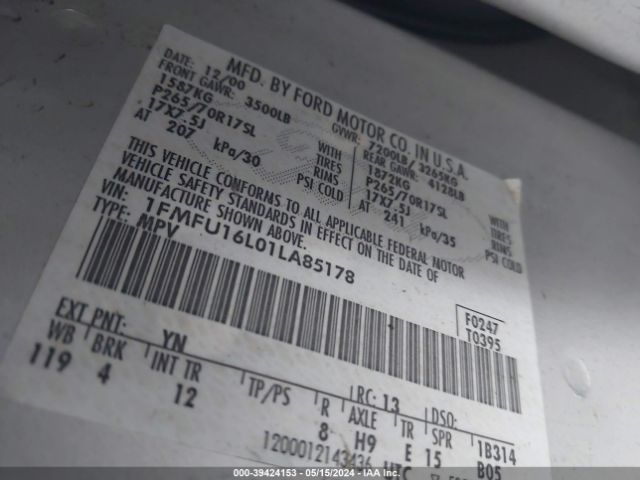 MFD. BY FORD MOTOR CO. IN U.S.A.
DATE: 12/00 GVWR: 7200LB/ 3265KG
FRONT GAWR: 3500LB REAR GAWR: 4128LB
1587KG WITH 1872KG WITH
P265/70R17SL TIRES P265/70R17SL TIRES
17X7.5J RIMS 17X7.5J RIMS
AT 207 kPa/30 PSI COLD AT 241 kPa/35 PSI COLD
THIS VEHICLE CONFORMS TO ALL APPLICABLE FEDERAL MOTOR
VEHICLE SAFETY STANDARDS IN EFFECT ON THE DATE OF
MANUFACTURE SHOWN ABOVE.
VIN: 1FMFU16L01LA85178
TYPE: MPV
F0247
T0395
EXT PNT: YN RC: 13 DSO:
WB BRK INT TR TP/PS R AXLE TR SPR
119 4 12 8 H9 E 15 1B314
1200012143436 B05
UTC
000-39424153 - 05/15/2024 - IAAI.com